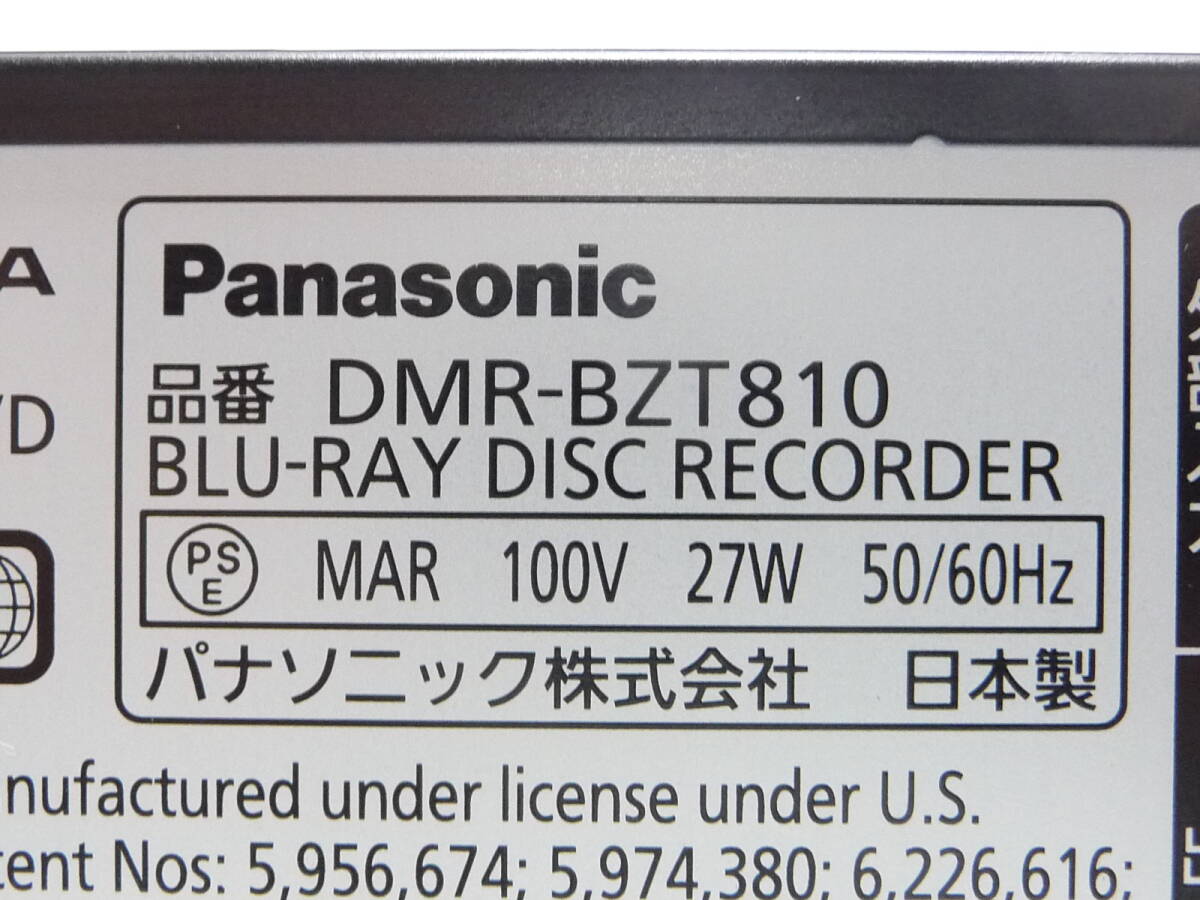 Panasonic
品番 DMR-BZT810
BLU-RAY DISC RECORDER
PS E MAR 100V 27W 50/60Hz
パナソニック株式会社 日本製
A
/D
nufactured under license under U.S.
tent Nos: 5,956,674; 5,974,380; 6,226,616;
外部